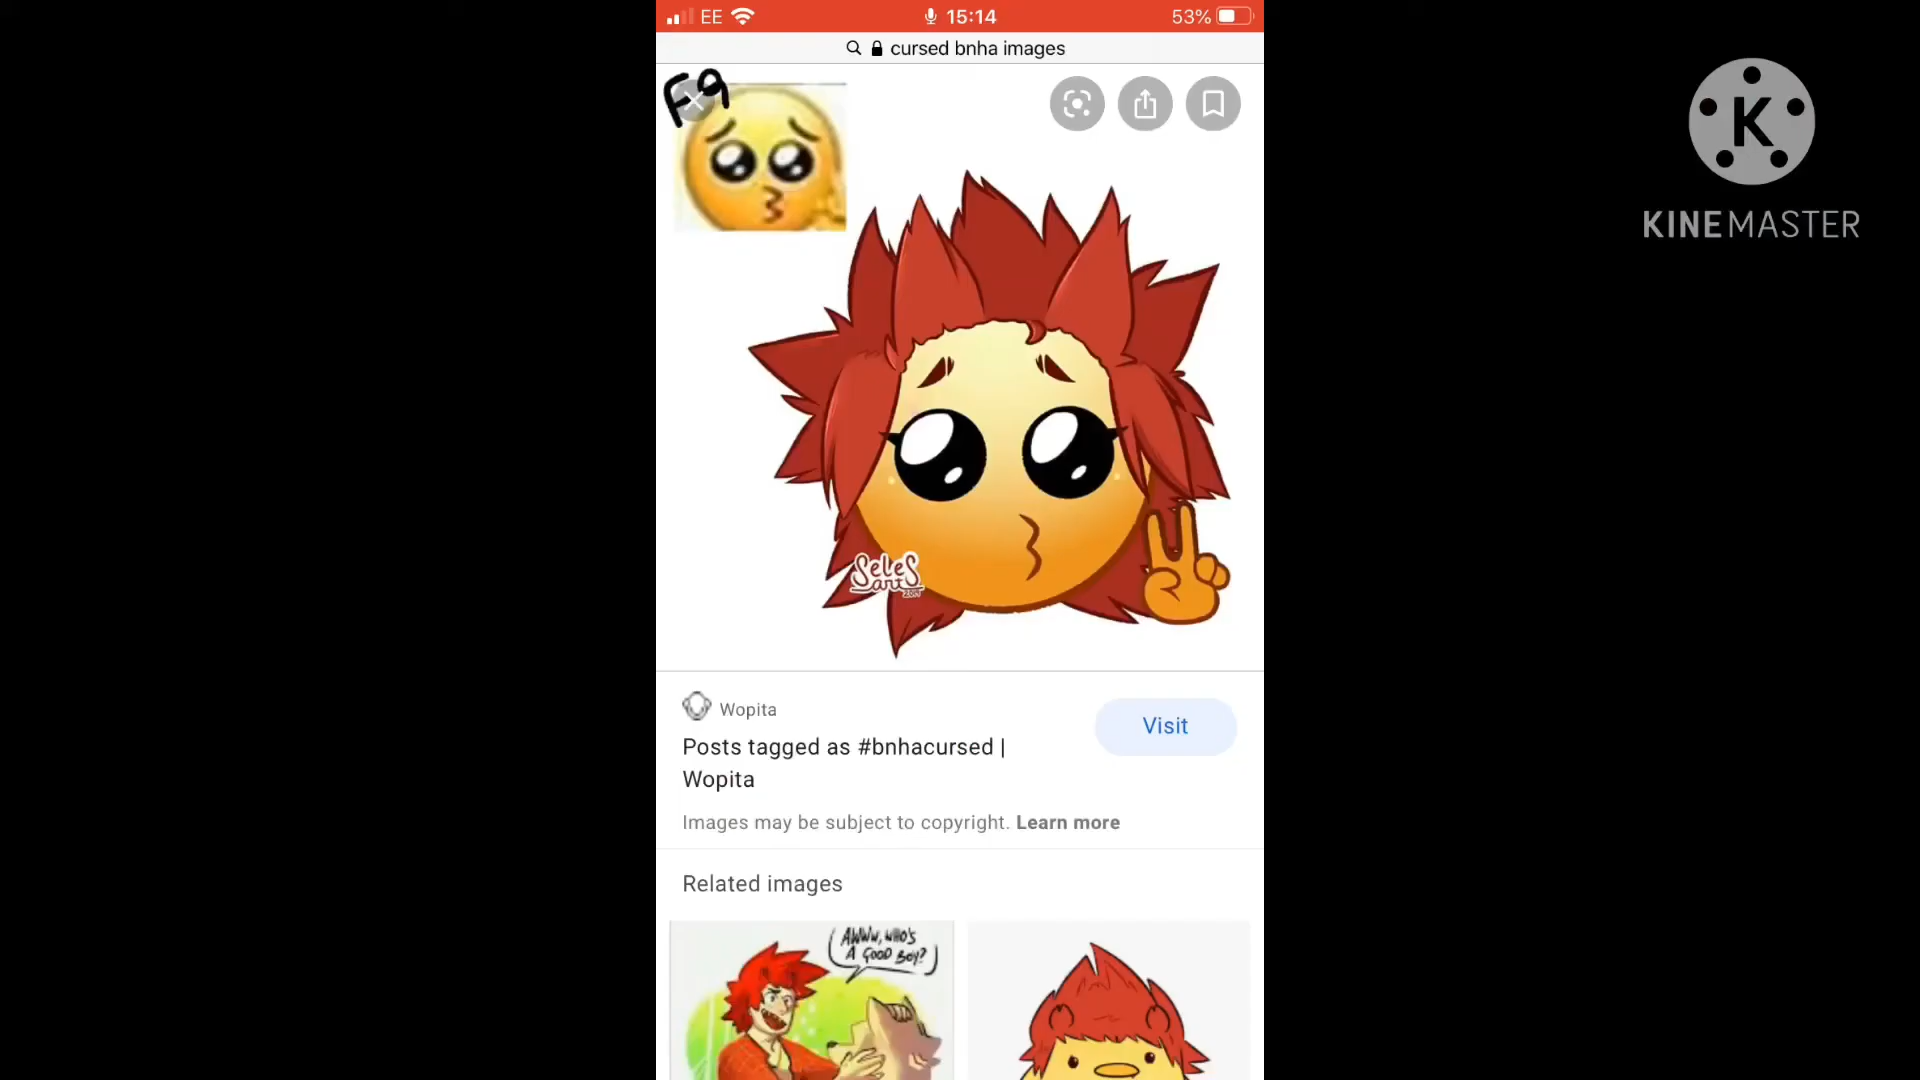 EE 15:14 53%
cursed bnha images
F9
K
KINEMASTER
SeleS
art
Wopita
Visit
Posts tagged as #bnhacursed |
Wopita
Images may be subject to copyright. Learn more
Related images
AWWW, WHO'S
A GOOD BOY?